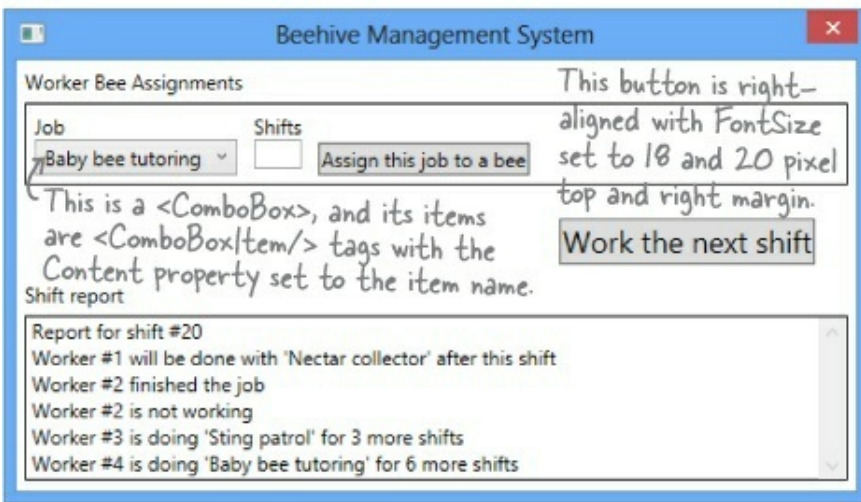 Beehive Management System
Worker Bee Assignments
This button is right-
aligned with FontSize
set to 18 and 20 pixel
top and right margin.
Job
Shifts
Baby bee tutoring
Assign this job to a bee
This is a <ComboBox>, and its items
are <ComboBoxItem/> tags with the
Content property set to the item name.
Work the next shift
Shift report
Report for shift #20
Worker #1 will be done with 'Nectar collector' after this shift
Worker #2 finished the job
Worker #2 is not working
Worker #3 is doing 'Sting patrol' for 3 more shifts
Worker #4 is doing 'Baby bee tutoring' for 6 more shifts